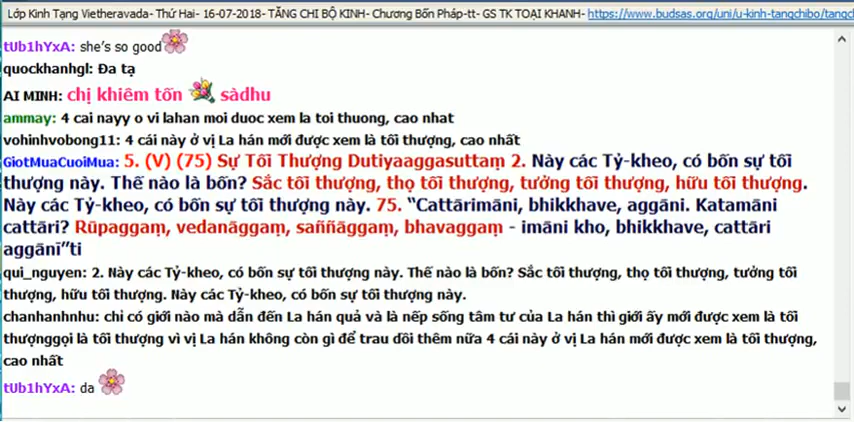 Lớp Kinh Tạng Vietheravada- Thứ Hai- 16-07-2018- TĂNG CHI BỘ KINH- Chương Bốn Pháp-tt- GS TK TOẠI KHANH- https://www.budsas.org/uni/u-kinh-tangchibo/tangc
tUb1hYxA: she's so good
quockhanhgl: Đa tạ
AI MINH: chị khiêm tốn sàdhu
ammay: 4 cai nayy o vi lahan moi duoc xem la toi thuong, cao nhat
vohinhvobong11: 4 cái này ở vị La hán mới được xem là tối thượng, cao nhất
GiotMuaCuoiMua: 5. (V) (75) Sự Tối Thượng Dutiyaaggasuttaṃ 2. Này các Tỷ-kheo, có bốn sự tối
thượng này. Thế nào là bốn? Sắc tối thượng, thọ tối thượng, tưởng tối thượng, hữu tối thượng.
Này các Tỷ-kheo, có bốn sự tối thượng này. 75. “Cattārimāni, bhikkhave, aggāni. Katamāni
cattāri? Rūpaggaṃ, vedanāggaṃ, saññāggaṃ, bhavaggaṃ - imāni kho, bhikkhave, cattāri
aggānī”ti
qui_nguyen: 2. Này các Tỷ-kheo, có bốn sự tối thượng này. Thế nào là bốn? Sắc tối thượng, thọ tối thượng, tưởng tối
thượng, hữu tối thượng. Này các Tỷ-kheo, có bốn sự tối thượng này.
chanhanhnhu: chỉ có giới nào mà dẫn đến La hán quả và là nếp sống tâm tư của La hán thì giới ấy mới được xem là tối
thượnggọi là tối thượng vì vị La hán không còn gì để trau dồi thêm nữa 4 cái này ở vị La hán mới được xem là tối thượng,
cao nhất
tUb1hYxA: da